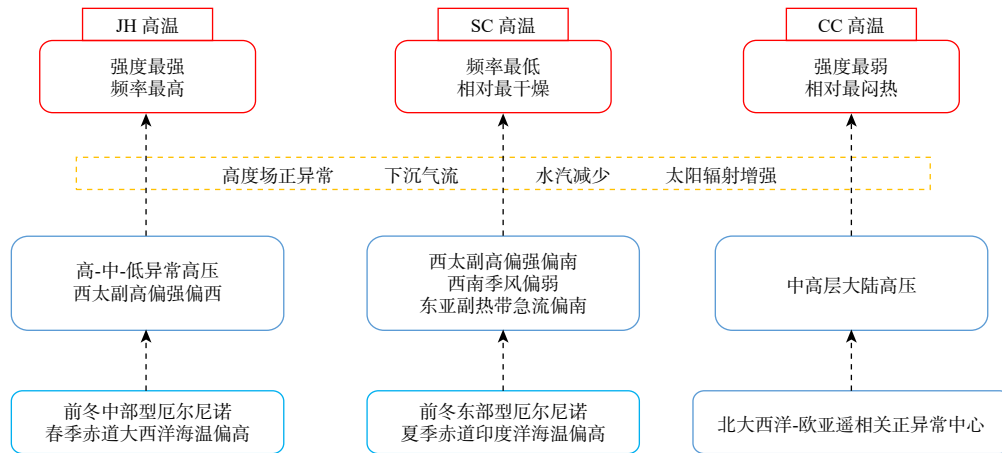 JH 高温
SC 高温
CC 高温
强度最强
频率最高
频率最低
相对最干燥
强度最弱
相对最闷热
高度场正异常 下沉气流 水汽减少 太阳辐射增强
高-中-低异常高压
西太副高偏强偏西
西太副高偏强偏南
西南季风偏弱
东亚副热带急流偏南
中高层大陆高压
前冬中部型厄尔尼诺
春季赤道大西洋海温偏高
前冬东部型厄尔尼诺
夏季赤道印度洋海温偏高
北大西洋-欧亚遥相关正异常中心